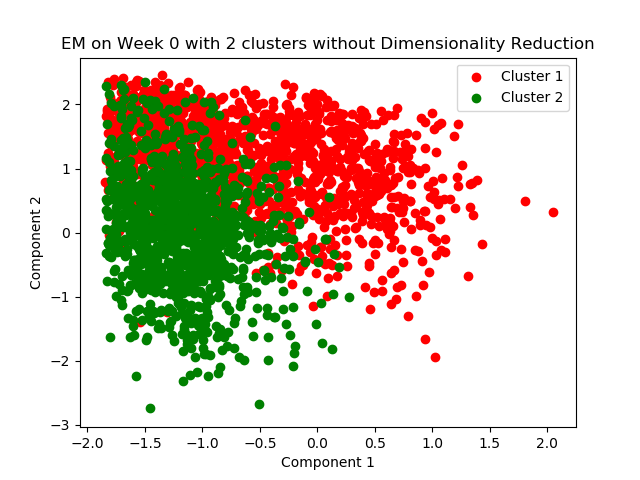 EM on Week 0 with 2 clusters without Dimensionality Reduction
Cluster 1
Cluster 2
Component 2
2
1
0
−1
−2
−3
−2.0 −1.5 −1.0 −0.5 0.0 0.5 1.0 1.5 2.0
Component 1